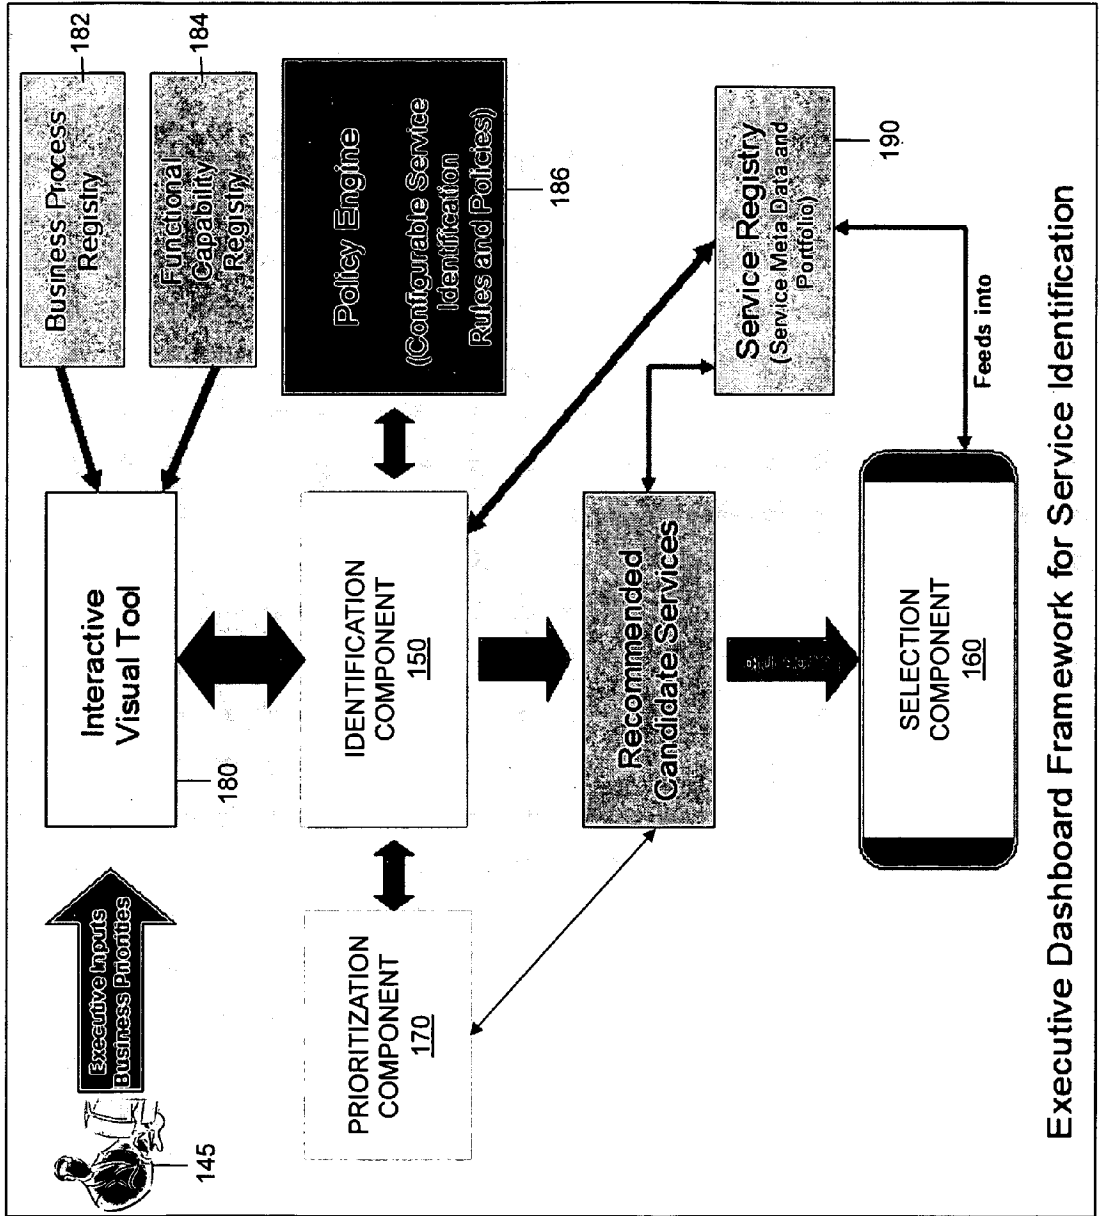 Executive Inputs
Business Priorities
145
Interactive
Visual Tool
180
Business Process
Registry
182
Functional
Capability
Registry
184
PRIORITIZATION
COMPONENT
170
IDENTIFICATION
COMPONENT
150
Policy Engine
(Configurable Service
Identification
Rules and Policies)
186
Recommended
Candidate Services
Service Registry
(Service Meta Data and
Portfolio)
190
SELECTION
COMPONENT
160
Feeds into
Executive Dashboard Framework for Service Identification